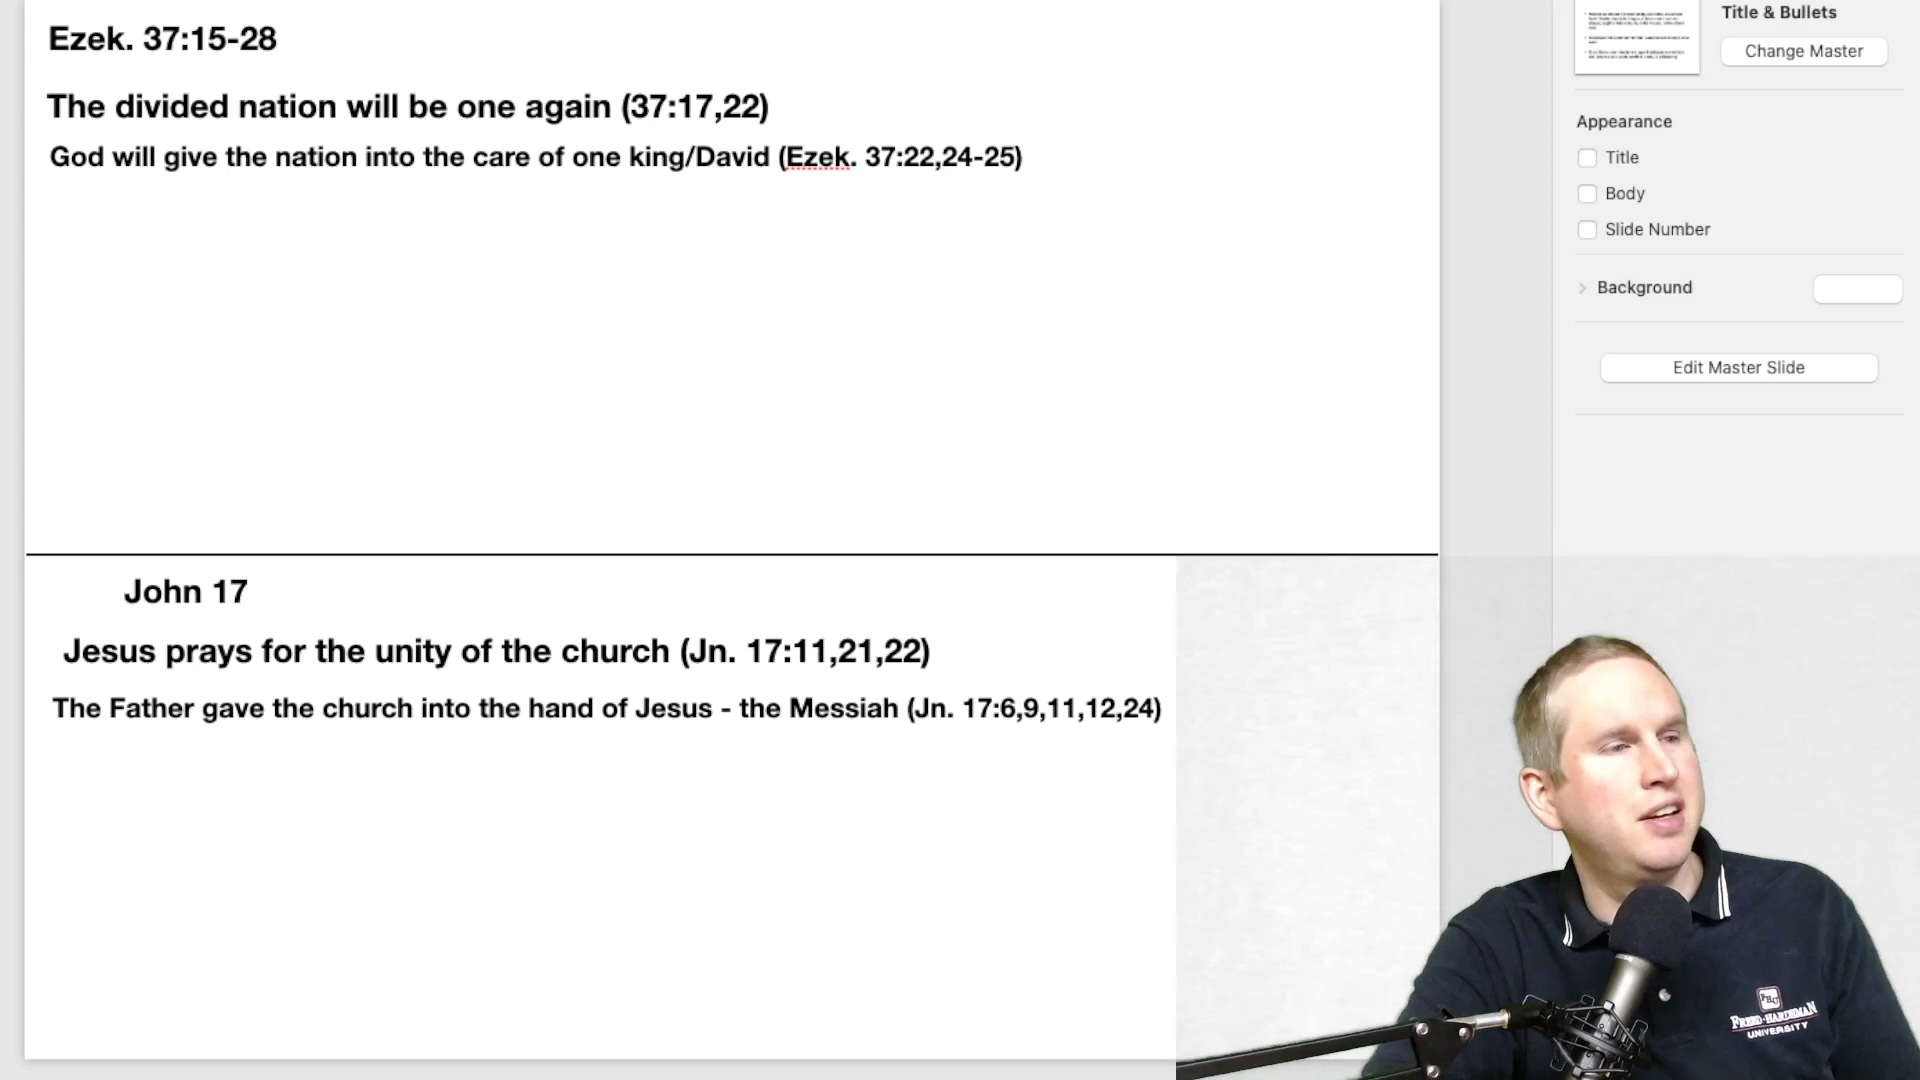 Ezek. 37:15-28
The divided nation will be one again (37:17,22)
God will give the nation into the care of one king/David (Ezek. 37:22,24-25)
John 17
Jesus prays for the unity of the church (Jn. 17:11,21,22)
The Father gave the church into the hand of Jesus - the Messiah (Jn. 17:6,9,11,12,24)
Title & Bullets
Change Master
Appearance
Title
Body
Slide Number
Background
Edit Master Slide
FHU
FREED-HARDEMAN
UNIVERSITY